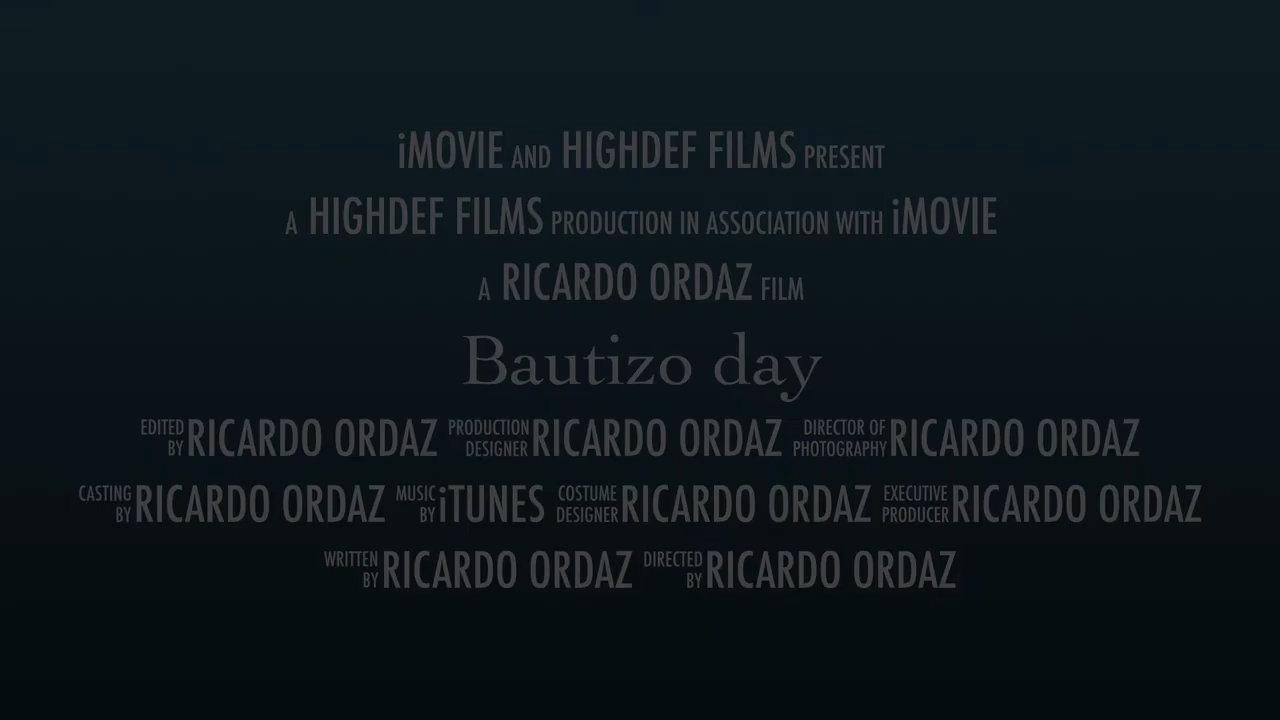 iMOVIE AND HIGHDEF FILMS PRESENT
A HIGHDEF FILMS PRODUCTION IN ASSOCIATION WITH iMOVIE
A RICARDO ORDAZ FILM
Bautizo day
EDITED BY RICARDO ORDAZ PRODUCTION DESIGNER RICARDO ORDAZ DIRECTOR OF PHOTOGRAPHY RICARDO ORDAZ
CASTING BY RICARDO ORDAZ MUSIC BY iTUNES COSTUME DESIGNER RICARDO ORDAZ EXECUTIVE PRODUCER RICARDO ORDAZ
WRITTEN BY RICARDO ORDAZ DIRECTED BY RICARDO ORDAZ